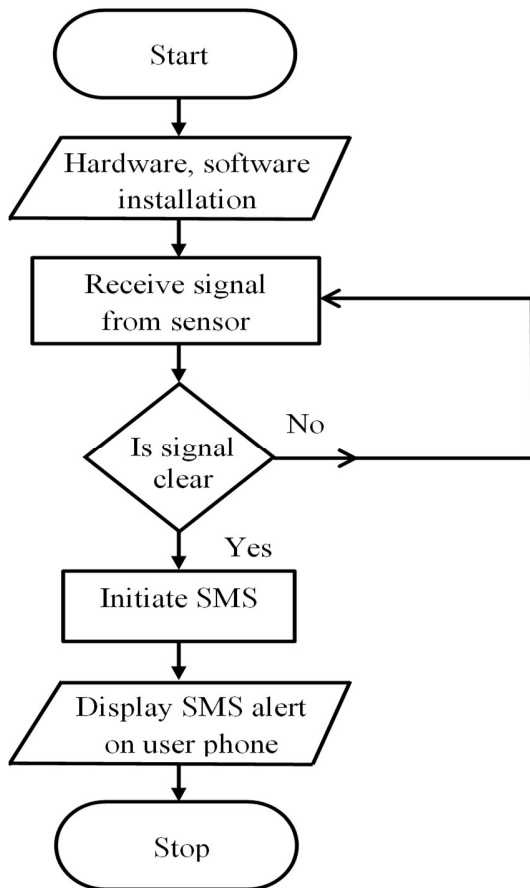 Start
Hardware, software
installation
Receive signal
from sensor
Is signal
clear
No
Yes
Initiate SMS
Display SMS alert
on user phone
Stop